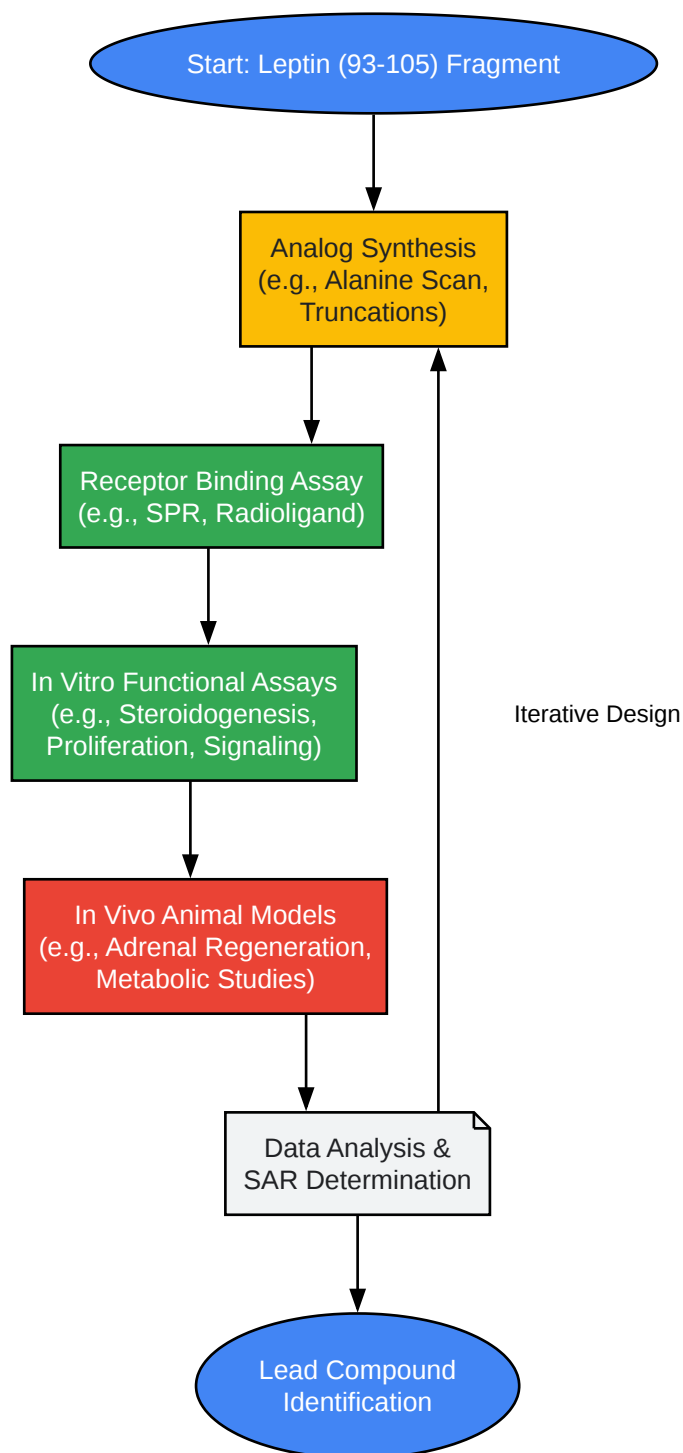 Start: Leptin (93-105) Fragment
Analog Synthesis
(e.g., Alanine Scan,
Truncations)
Receptor Binding Assay
(e.g., SPR, Radioligand)
In Vitro Functional Assays
(e.g., Steroidogenesis,
Proliferation, Signaling)
Iterative Design
In Vivo Animal Models
(e.g., Adrenal Regeneration,
Metabolic Studies)
Data Analysis &
SAR Determination
Lead Compound
Identification